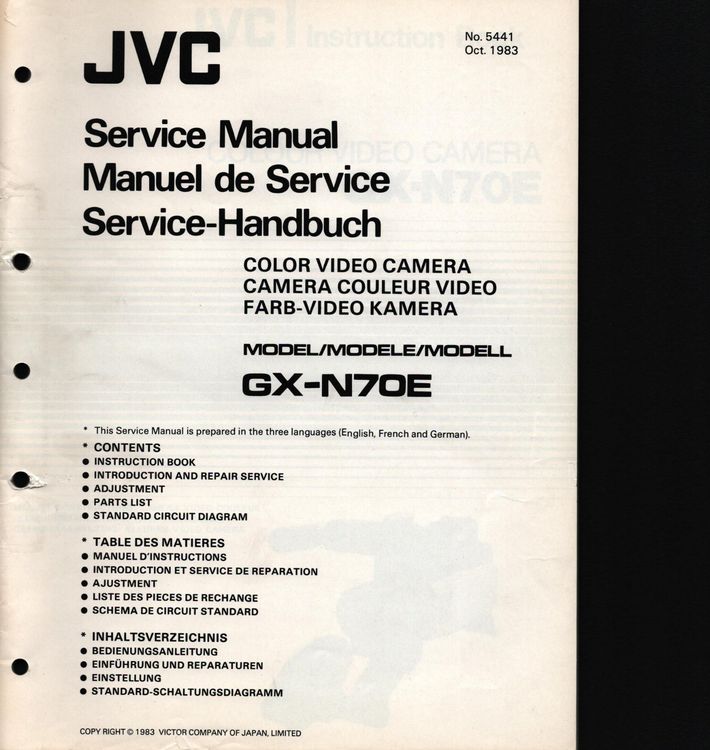 JVC
No. 5441
Oct. 1983
Service Manual
Manuel de Service
Service-Handbuch
COLOR VIDEO CAMERA
CAMERA COULEUR VIDEO
FARB-VIDEO KAMERA
MODEL/MODELE/MODELL
GX-N70E
* This Service Manual is prepared in the three languages (English, French and German).
* CONTENTS
● INSTRUCTION BOOK
● INTRODUCTION AND REPAIR SERVICE
● ADJUSTMENT
● PARTS LIST
● STANDARD CIRCUIT DIAGRAM
* TABLE DES MATIERES
● MANUEL D'INSTRUCTIONS
● INTRODUCTION ET SERVICE DE REPARATION
● AJUSTMENT
● LISTE DES PIECES DE RECHANGE
● SCHEMA DE CIRCUIT STANDARD
* INHALTSVERZEICHNIS
● BEDIENUNGSANLEITUNG
● EINFÜHRUNG UND REPARATUREN
● EINSTELLUNG
● STANDARD-SCHALTUNGSDIAGRAMM
COPY RIGHT © 1983 VICTOR COMPANY OF JAPAN, LIMITED